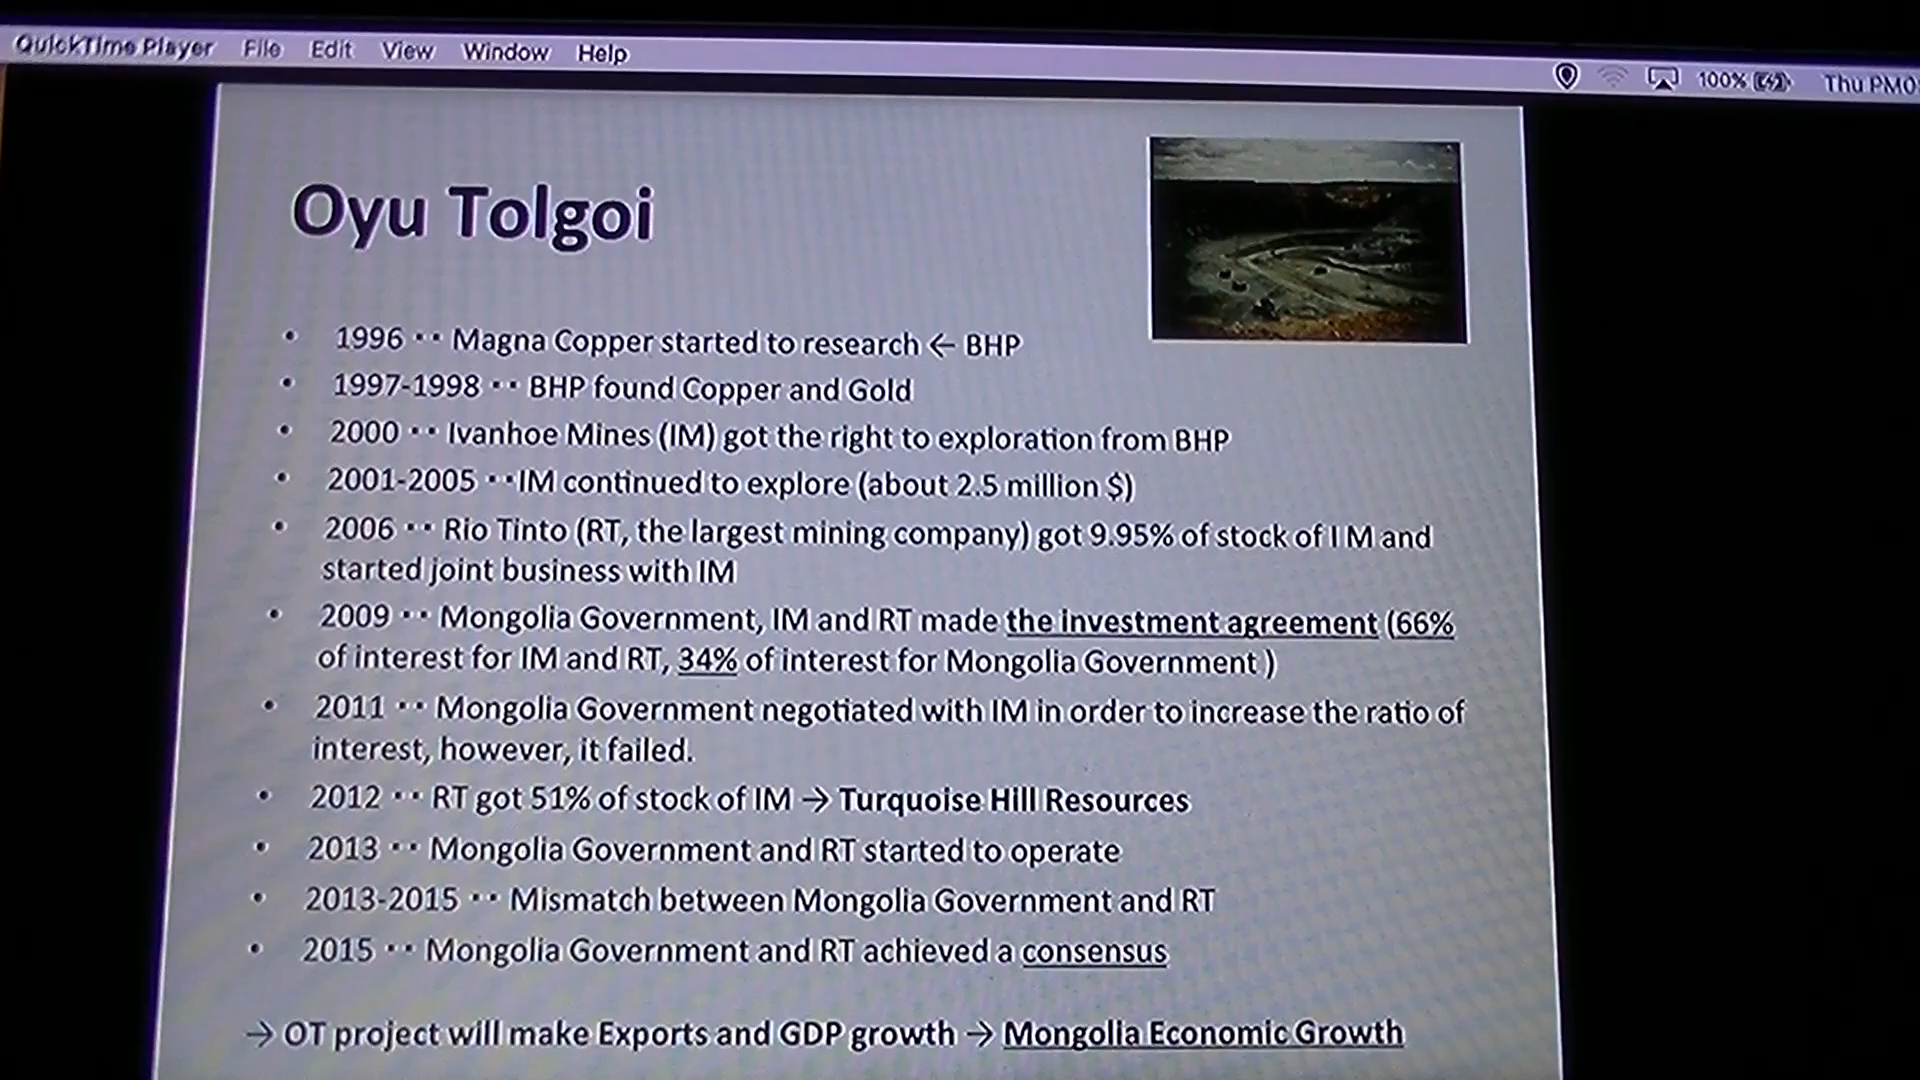 QuickTime Player File Edit View Window Help
100% Thu PM0
Oyu Tolgoi
• 1996 ・・ Magna Copper started to research ← BHP
• 1997-1998 ・・ BHP found Copper and Gold
• 2000 ・・ Ivanhoe Mines (IM) got the right to exploration from BHP
• 2001-2005 ・・IM continued to explore (about 2.5 million $)
• 2006 ・・ Rio Tinto (RT, the largest mining company) got 9.95% of stock of I M and
started joint business with IM
• 2009 ・・ Mongolia Government, IM and RT made the investment agreement (66%
of interest for IM and RT, 34% of interest for Mongolia Government )
• 2011 ・・ Mongolia Government negotiated with IM in order to increase the ratio of
interest, however, it failed.
• 2012 ・・ RT got 51% of stock of IM → Turquoise Hill Resources
• 2013 ・・ Mongolia Government and RT started to operate
• 2013-2015 ・・ Mismatch between Mongolia Government and RT
• 2015 ・・ Mongolia Government and RT achieved a consensus
→ OT project will make Exports and GDP growth → Mongolia Economic Growth